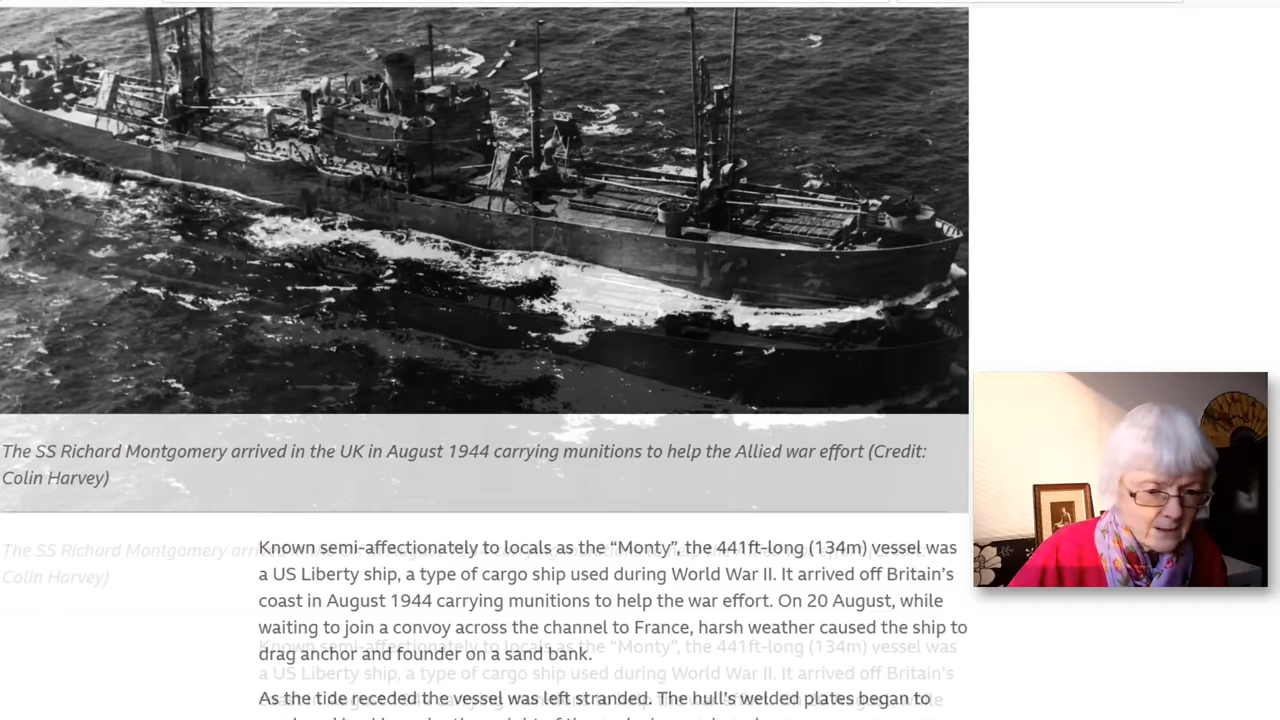 The SS Richard Montgomery arrived in the UK in August 1944 carrying munitions to help the Allied war effort (Credit:
Colin Harvey)
Known semi-affectionately to locals as the “Monty”, the 441ft-long (134m) vessel was
a US Liberty ship, a type of cargo ship used during World War II. It arrived off Britain’s
coast in August 1944 carrying munitions to help the war effort. On 20 August, while
waiting to join a convoy across the channel to France, harsh weather caused the ship to
drag anchor and founder on a sand bank.
As the tide receded the vessel was left stranded. The hull’s welded plates began to